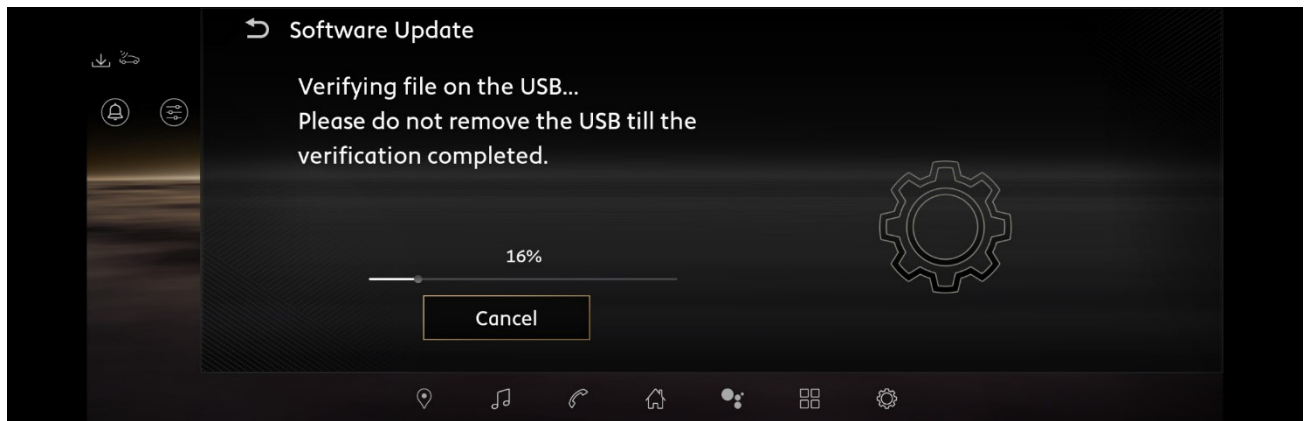 Software Update
Verifying file on the USB...
Please do not remove the USB till the
verification completed.
16%
Cancel